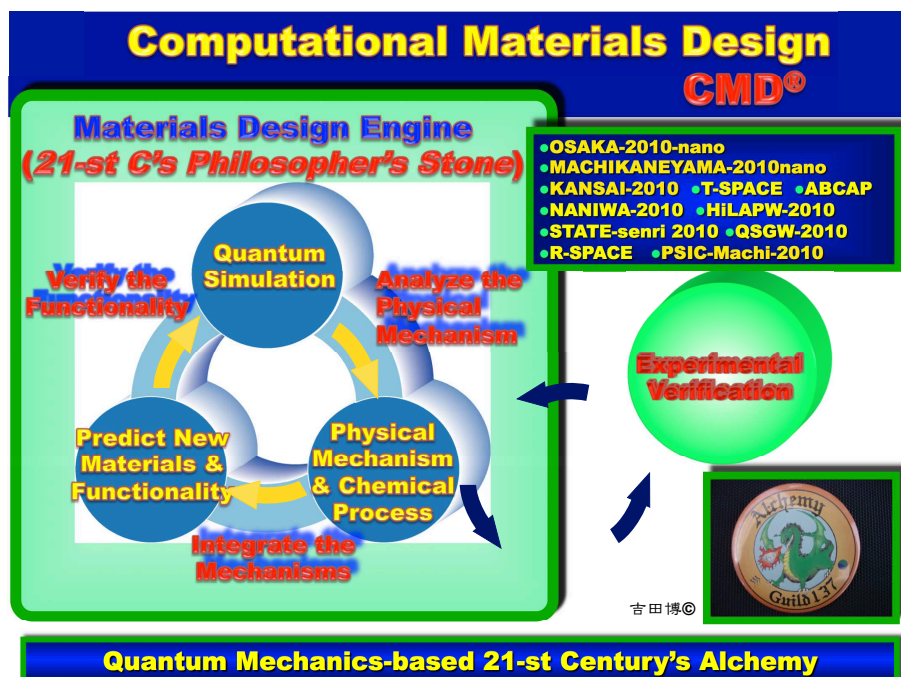 Computational Materials Design
CMD®
Materials Design Engine
(21-st C's Philosopher's Stone)
●OSAKA-2010-nano
●MACHIKANEYAMA-2010nano
●KANSAI-2010 ●T-SPACE ●ABCAP
●NANIWA-2010 ●HiLAPW-2010
●STATE-senri 2010 ●QSGW-2010
●R-SPACE ●PSIC-Machi-2010
Quantum
Simulation
Verify the
Functionality
Analyze the
Physical
Mechanism
Experimental
Verification
Predict New
Materials &
Functionality
Physical
Mechanism
& Chemical
Process
Integrate the
Mechanisms
Alchemy
Guild 137
吉田博©
Quantum Mechanics-based 21-st Century's Alchemy